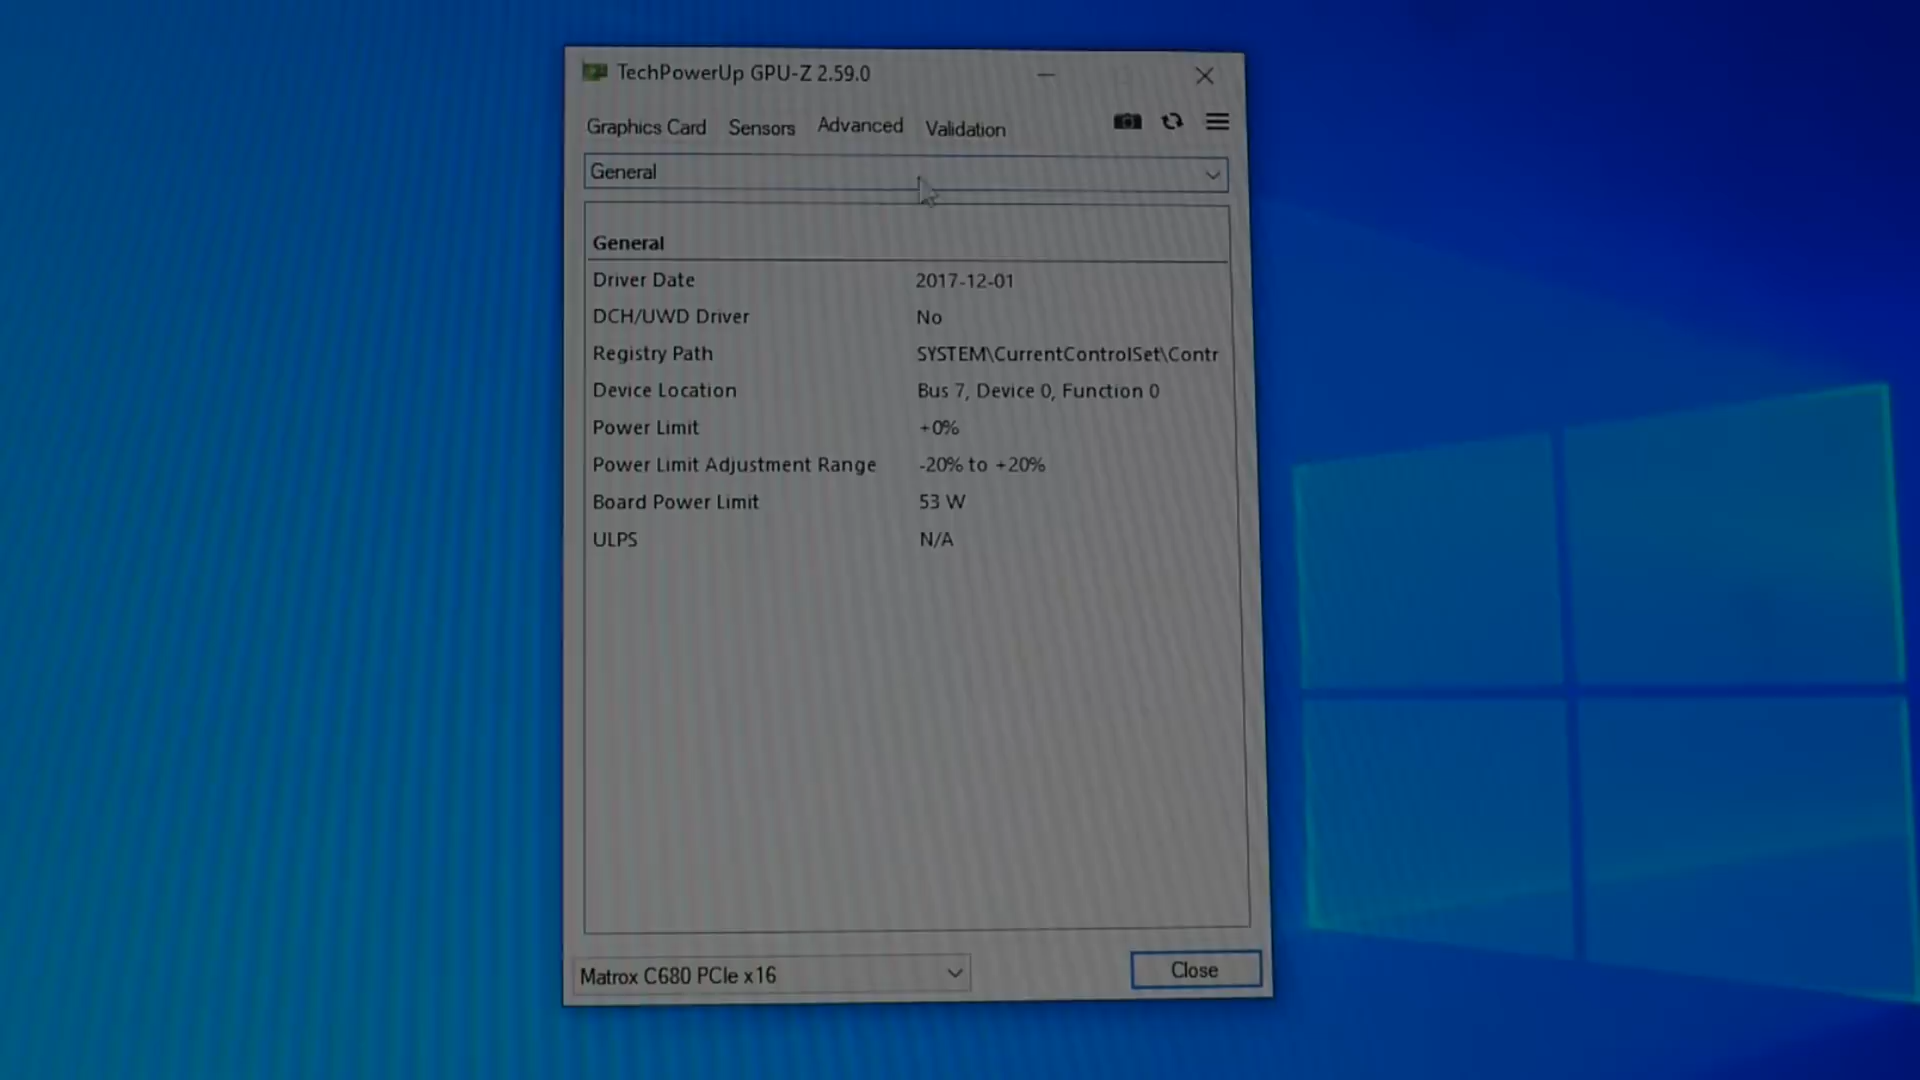 TechPowerUp GPU-Z 2.59.0
Graphics Card Sensors Advanced Validation
General
General
Driver Date 2017-12-01
DCH/UWD Driver No
Registry Path SYSTEM\CurrentControlSet\Contr
Device Location Bus 7, Device 0, Function 0
Power Limit +0%
Power Limit Adjustment Range -20% to +20%
Board Power Limit 53 W
ULPS N/A
Matrox C680 PCIe x16
Close